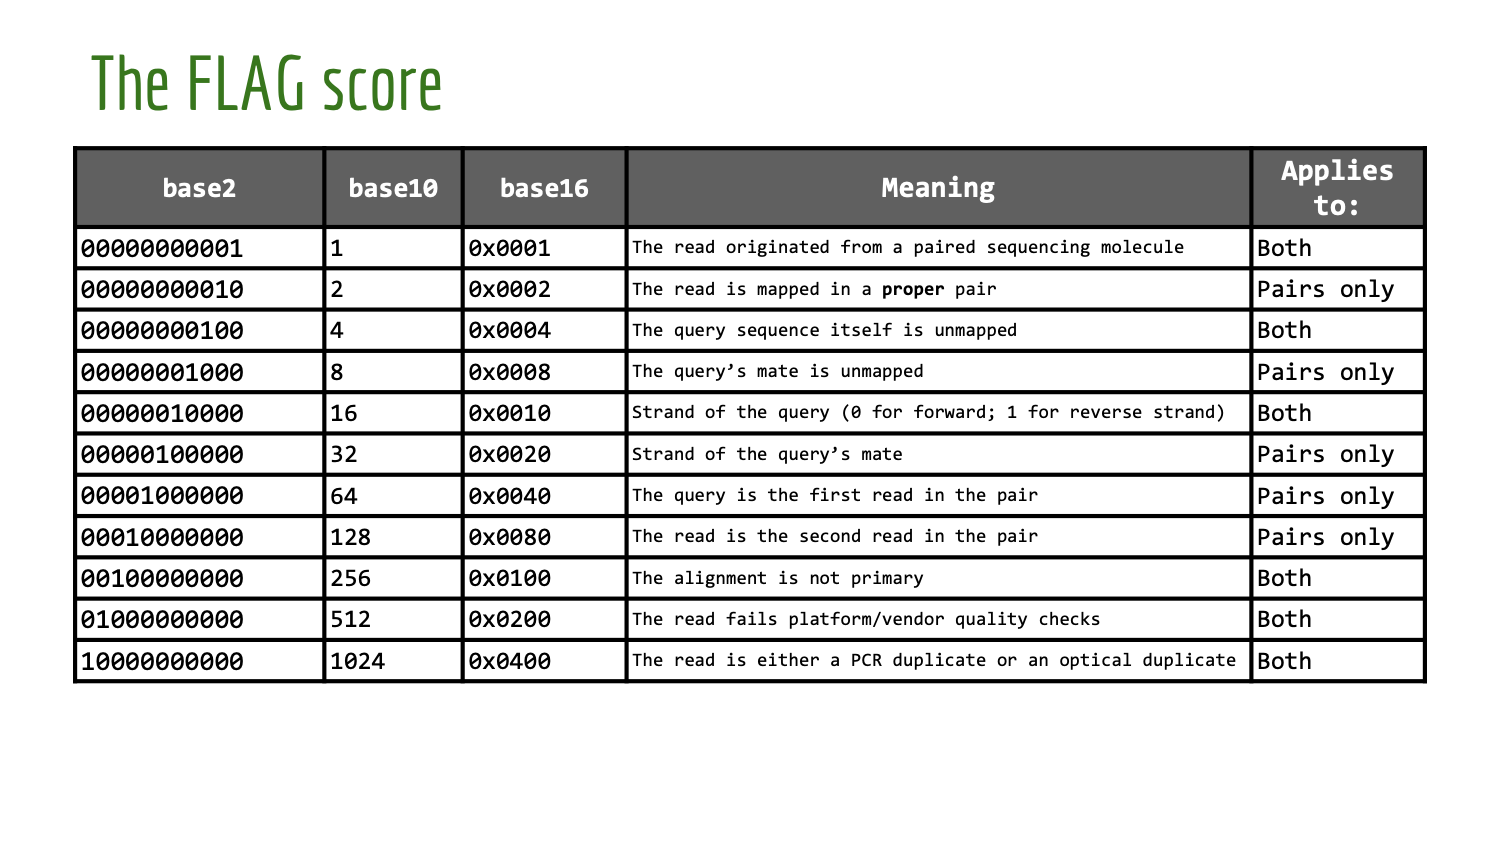 The FLAG score
base2 base10 base16 Meaning Applies to:
00000000001 1 0x0001 The read originated from a paired sequencing molecule Both
00000000010 2 0x0002 The read is mapped in a proper pair Pairs only
00000000100 4 0x0004 The query sequence itself is unmapped Both
00000001000 8 0x0008 The query’s mate is unmapped Pairs only
00000010000 16 0x0010 Strand of the query (0 for forward; 1 for reverse strand) Both
00000100000 32 0x0020 Strand of the query’s mate Pairs only
00001000000 64 0x0040 The query is the first read in the pair Pairs only
00010000000 128 0x0080 The read is the second read in the pair Pairs only
00100000000 256 0x0100 The alignment is not primary Both
01000000000 512 0x0200 The read fails platform/vendor quality checks Both
10000000000 1024 0x0400 The read is either a PCR duplicate or an optical duplicate Both